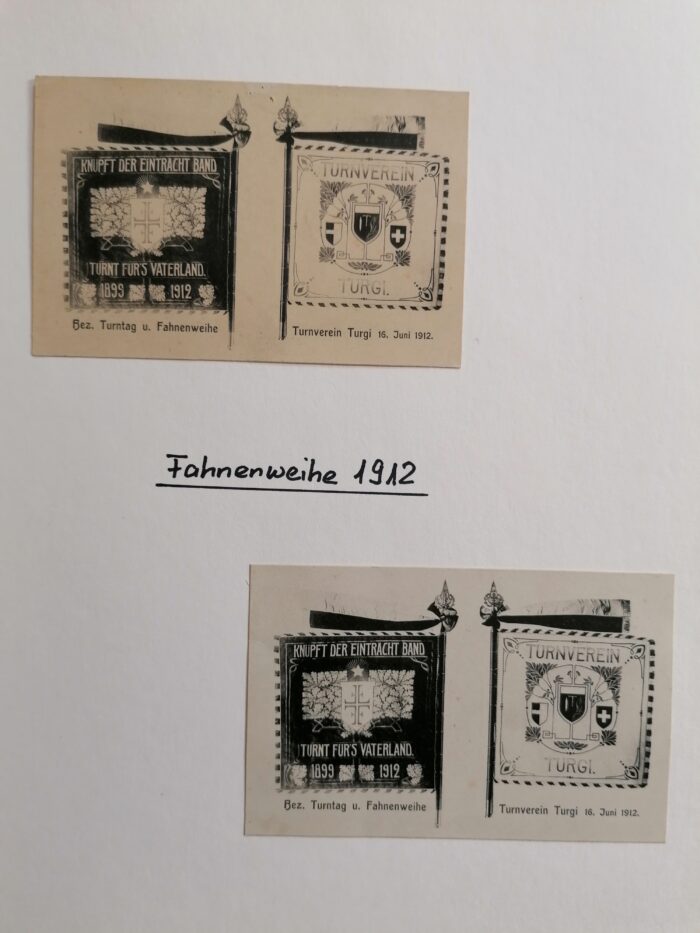 KNÜPFT DER EINTRACHT BAND
TURNT FÜR'S VATERLAND.
1899 1912
TURNVEREIN
TURGI.
Bez. Turntag u. Fahnenweihe
Turnverein Turgi 16. Juni 1912.
Fahnenweihe 1912
KNÜPFT DER EINTRACHT BAND
TURNT FÜR'S VATERLAND.
1899 1912
TURNVEREIN
TURGI.
Bez. Turntag u. Fahnenweihe
Turnverein Turgi 16. Juni 1912.